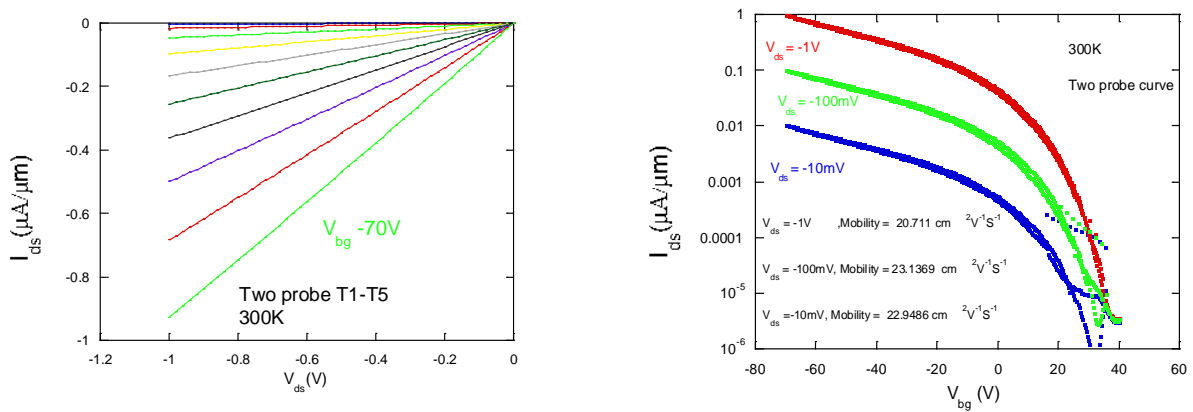 0
-0.2
-0.4
-0.6
-0.8
-1
-1.2
-1
-0.8
-0.6
-0.4
-0.2
0
I_ds (μA/μm)
V_ds (V)
V_bg -70V
Two probe T1-T5
300K
1
0.1
0.01
0.001
0.0001
10^-5
10^-6
-80
-60
-40
-20
0
20
40
60
I_ds (μA/μm)
V_bg (V)
V_ds = -1V
300K
Two probe curve
V_ds = -100mV
V_ds = -10mV
V_ds = -1V ,Mobility = 20.711 cm ^2V^-1S^-1
V_ds = -100mV, Mobility = 23.1369 cm ^2V^-1S^-1
V_ds =-10mV, Mobility = 22.9486 cm ^2V^-1S^-1